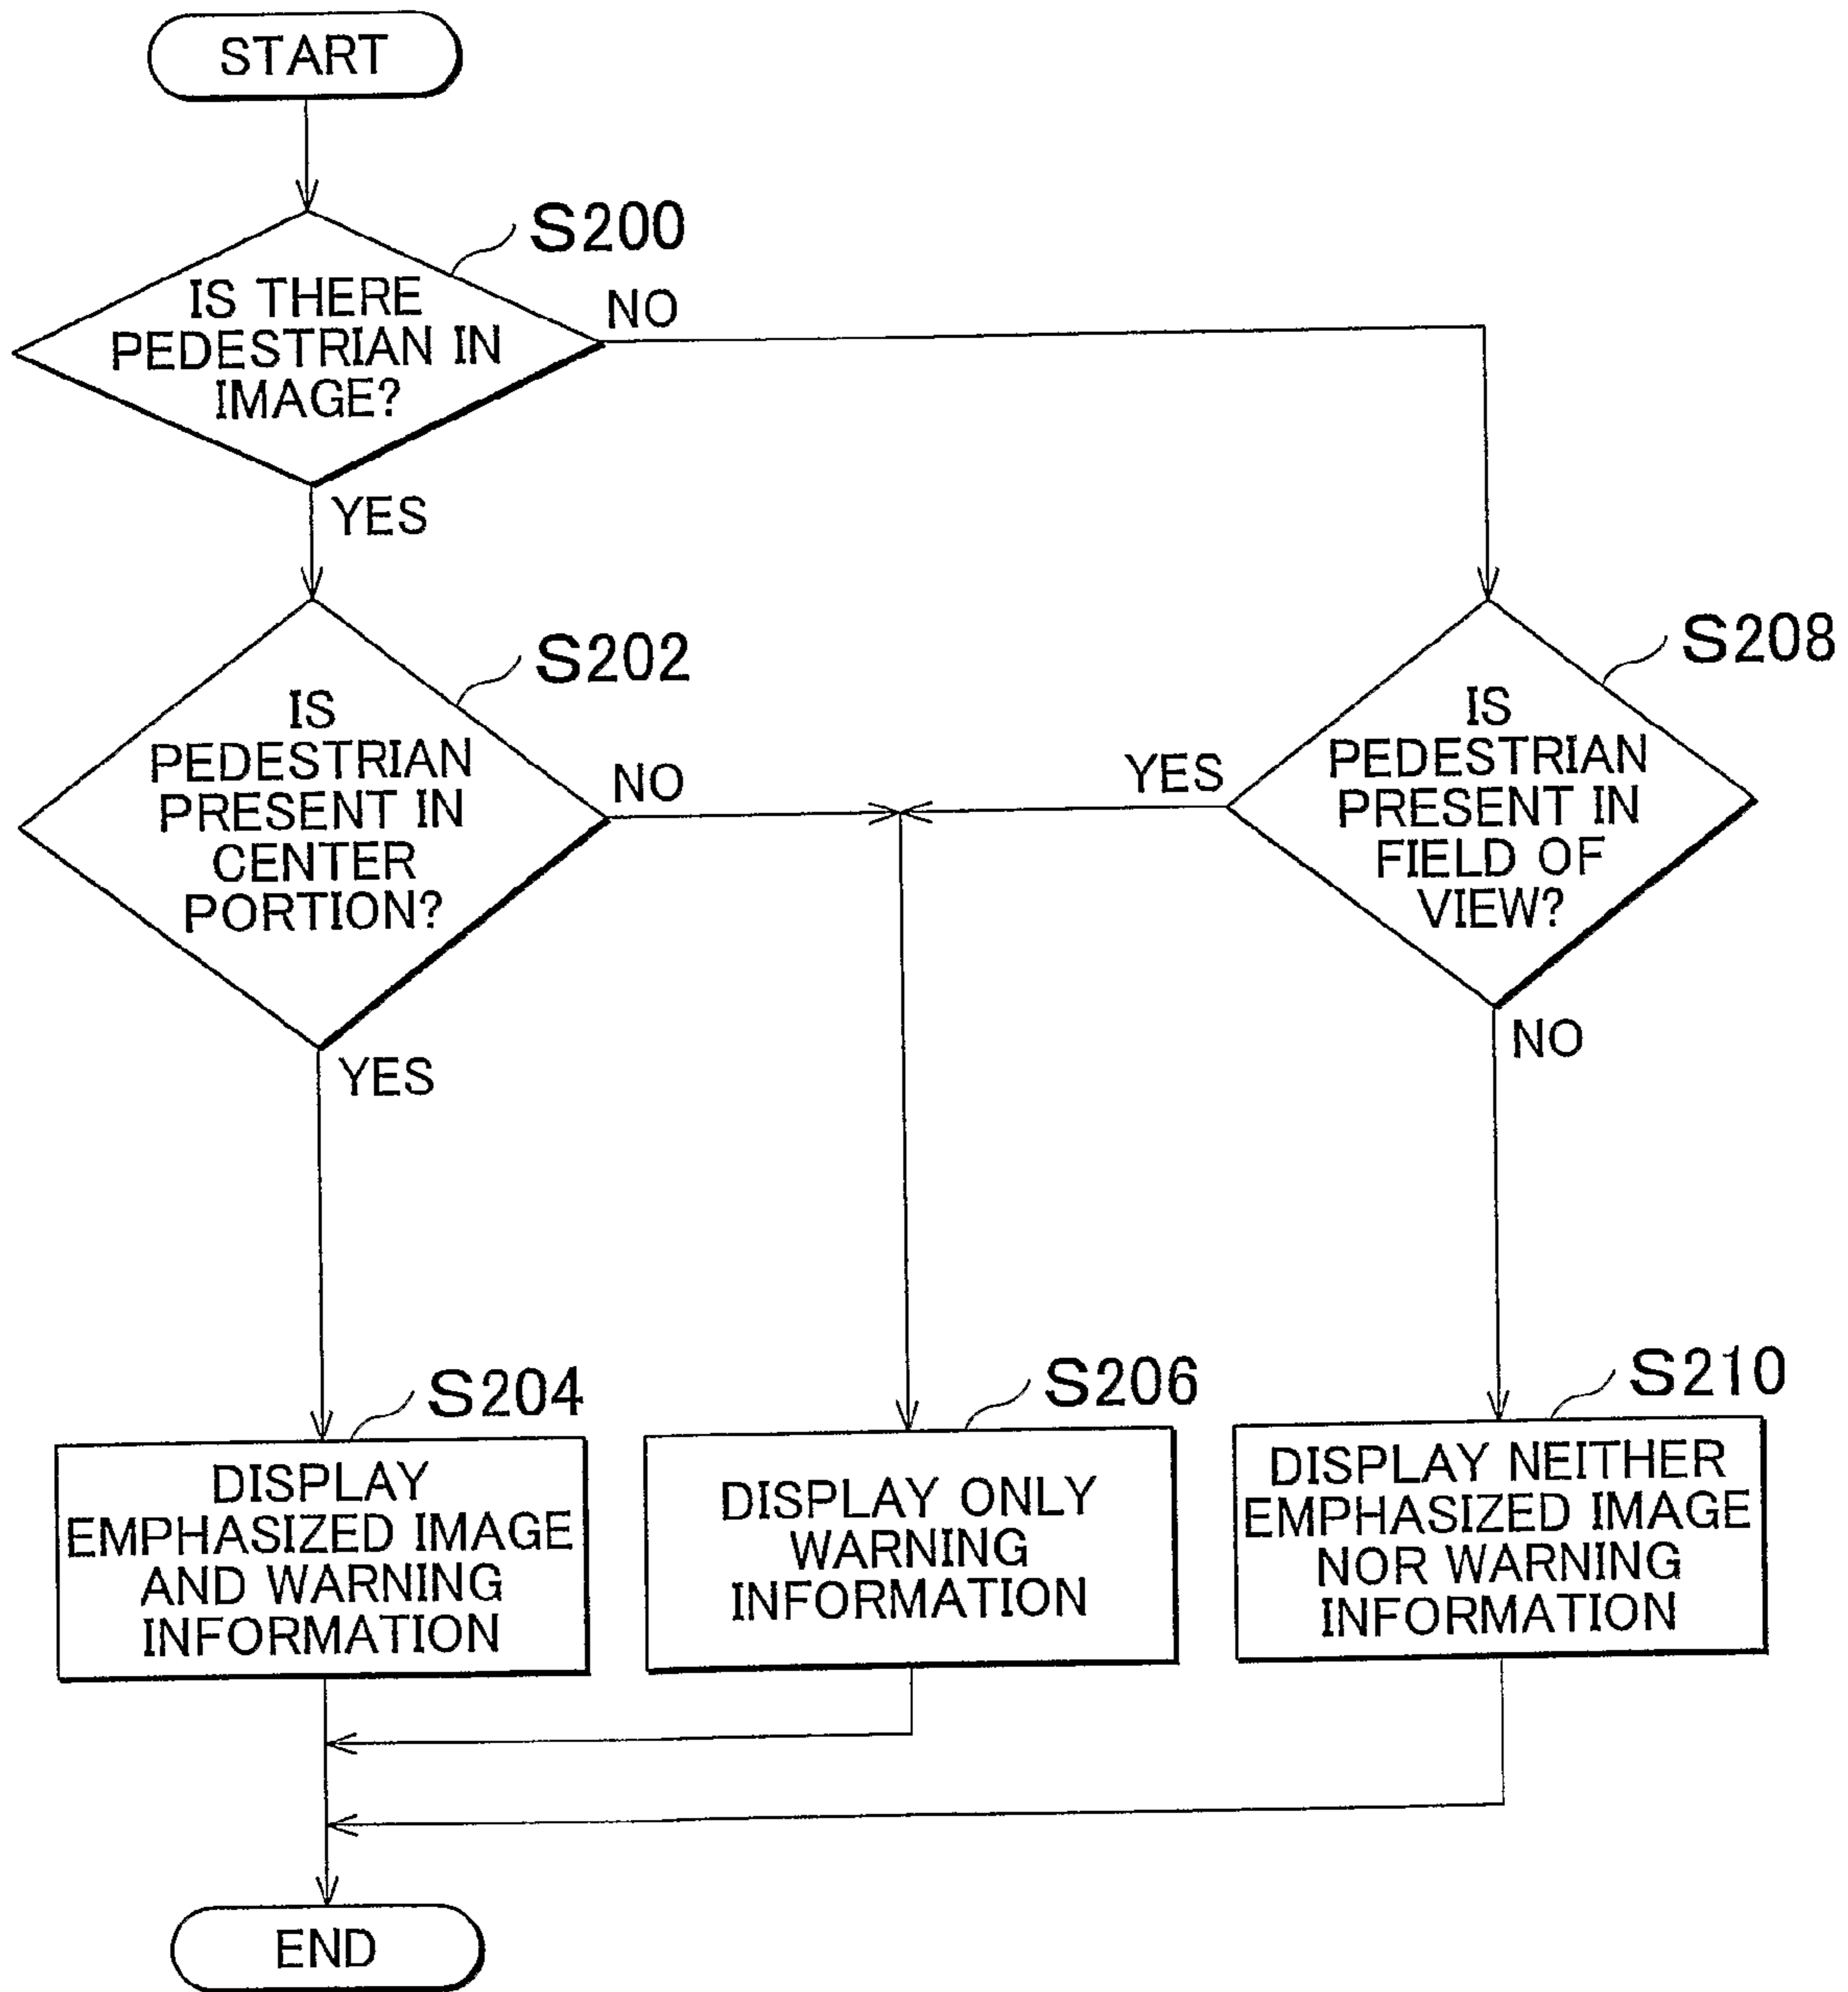 START
S200
IS THERE
PEDESTRIAN IN
IMAGE?
NO
YES
S202
IS
PEDESTRIAN
PRESENT IN
CENTER
PORTION?
NO
YES
S208
IS
PEDESTRIAN
PRESENT IN
FIELD OF
VIEW?
YES
NO
S204
DISPLAY
EMPHASIZED IMAGE
AND WARNING
INFORMATION
S206
DISPLAY ONLY
WARNING
INFORMATION
S210
DISPLAY NEITHER
EMPHASIZED IMAGE
NOR WARNING
INFORMATION
END